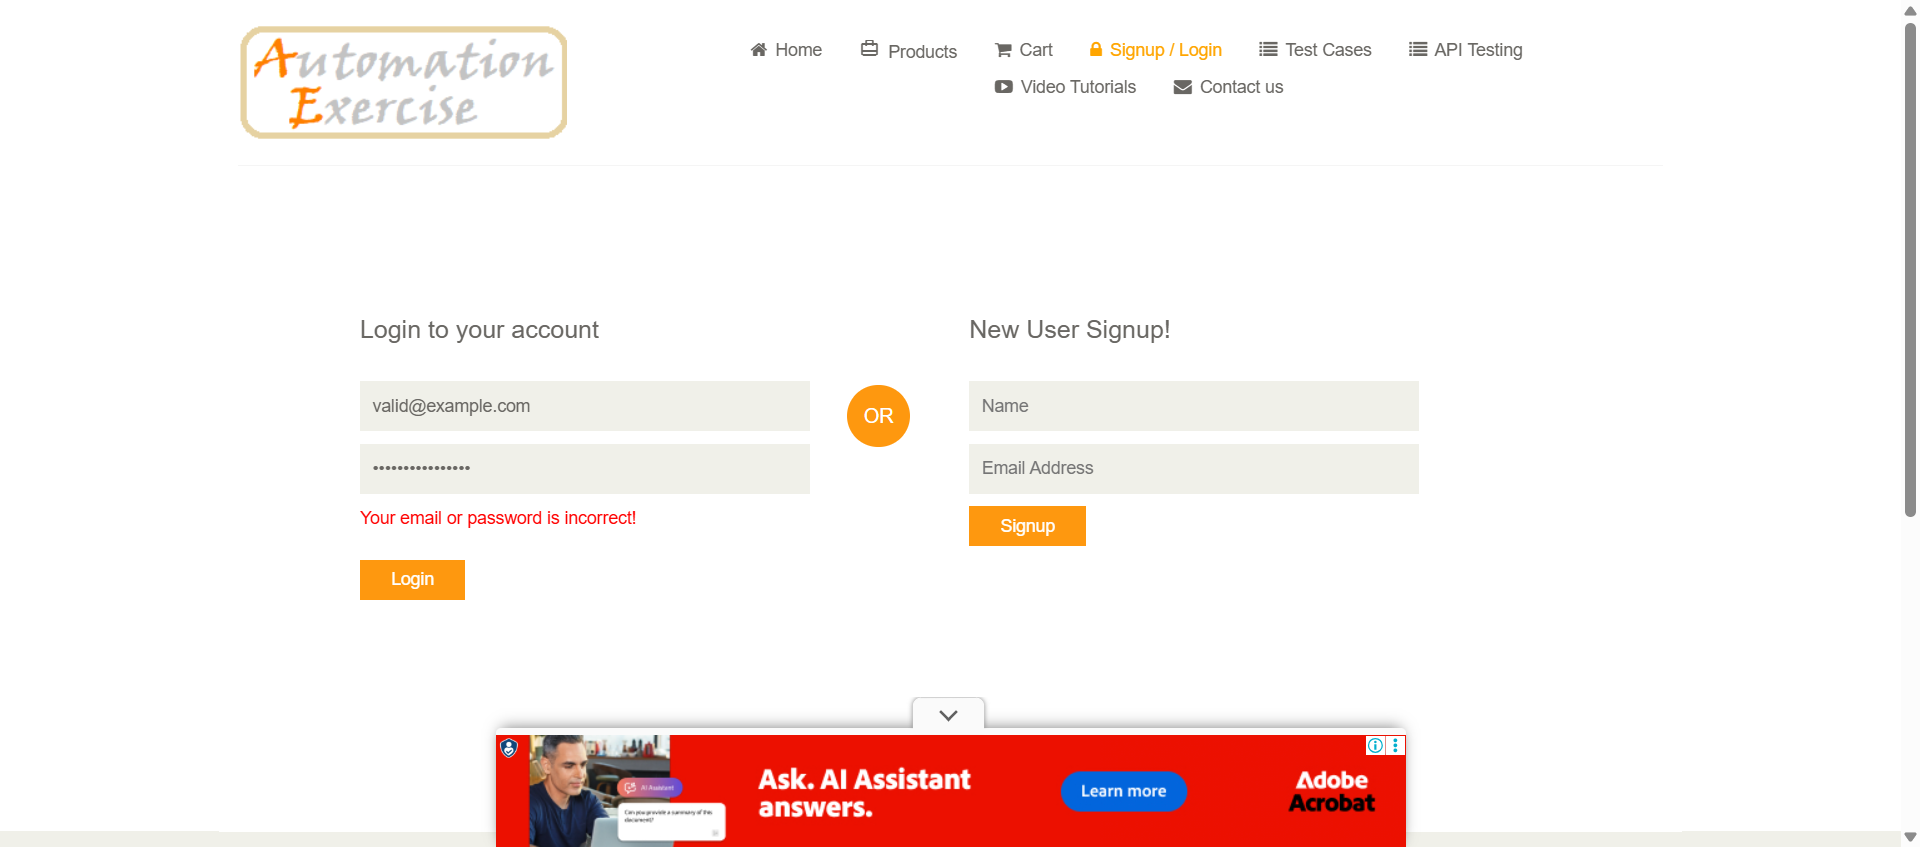 Automation
Exercise
Home
Products
Cart
Signup / Login
Test Cases
API Testing
Video Tutorials
Contact us
Login to your account
valid@example.com
••••••••••••••••
Your email or password is incorrect!
Login
OR
New User Signup!
Name
Email Address
Signup
AI Assistant
Can you provide a summary of this
document?
Ask. AI Assistant
answers.
Learn more
Adobe
Acrobat